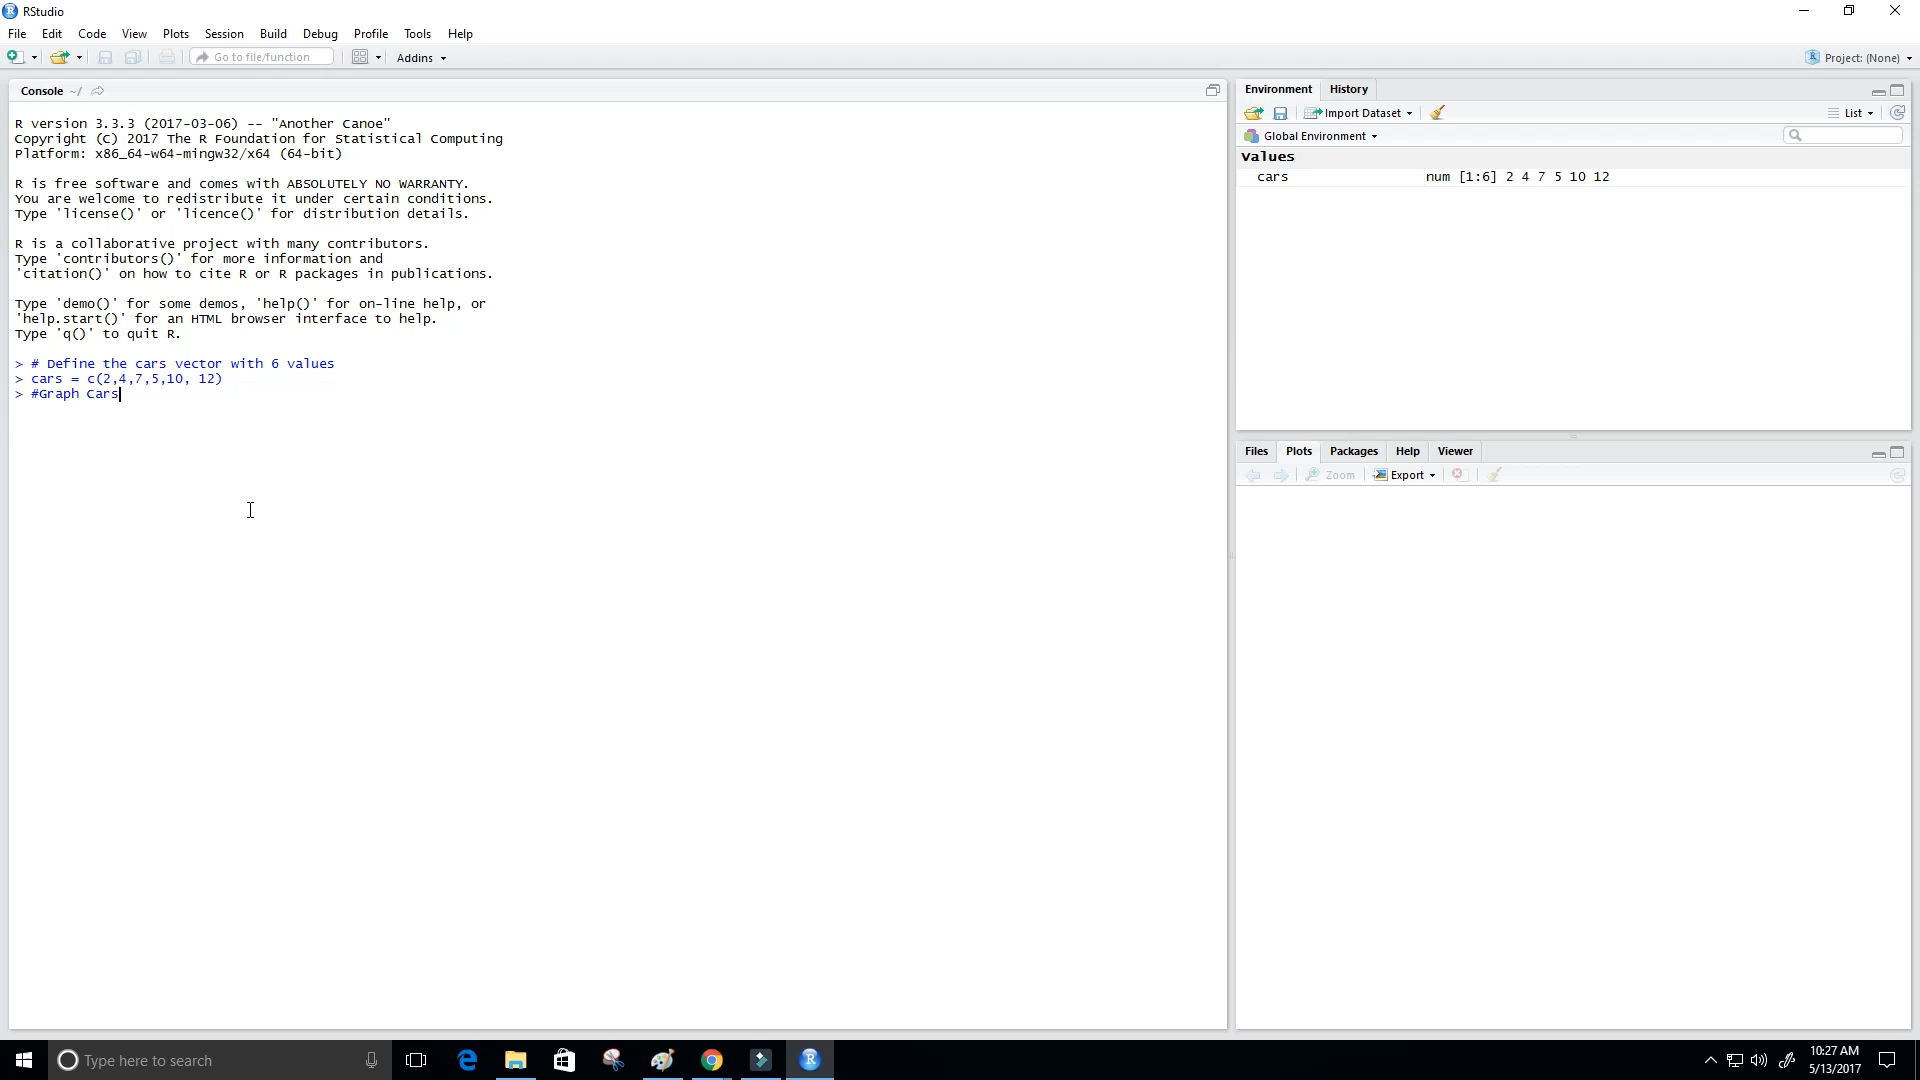 RStudio
File Edit Code View Plots Session Build Debug Profile Tools Help
Go to file/function Addins Project: (None)
Console ~/
R version 3.3.3 (2017-03-06) -- "Another Canoe"
Copyright (C) 2017 The R Foundation for Statistical Computing
Platform: x86_64-w64-mingw32/x64 (64-bit)
R is free software and comes with ABSOLUTELY NO WARRANTY.
You are welcome to redistribute it under certain conditions.
Type 'license()' or 'licence()' for distribution details.
R is a collaborative project with many contributors.
Type 'contributors()' for more information and
'citation()' on how to cite R or R packages in publications.
Type 'demo()' for some demos, 'help()' for on-line help, or
'help.start()' for an HTML browser interface to help.
Type 'q()' to quit R.
> # Define the cars vector with 6 values
> cars = c(2,4,7,5,10, 12)
> #Graph Cars
Environment History
Import Dataset List
Global Environment
Values
cars num [1:6] 2 4 7 5 10 12
Files Plots Packages Help Viewer
Zoom Export
Type here to search
10:27 AM
5/13/2017